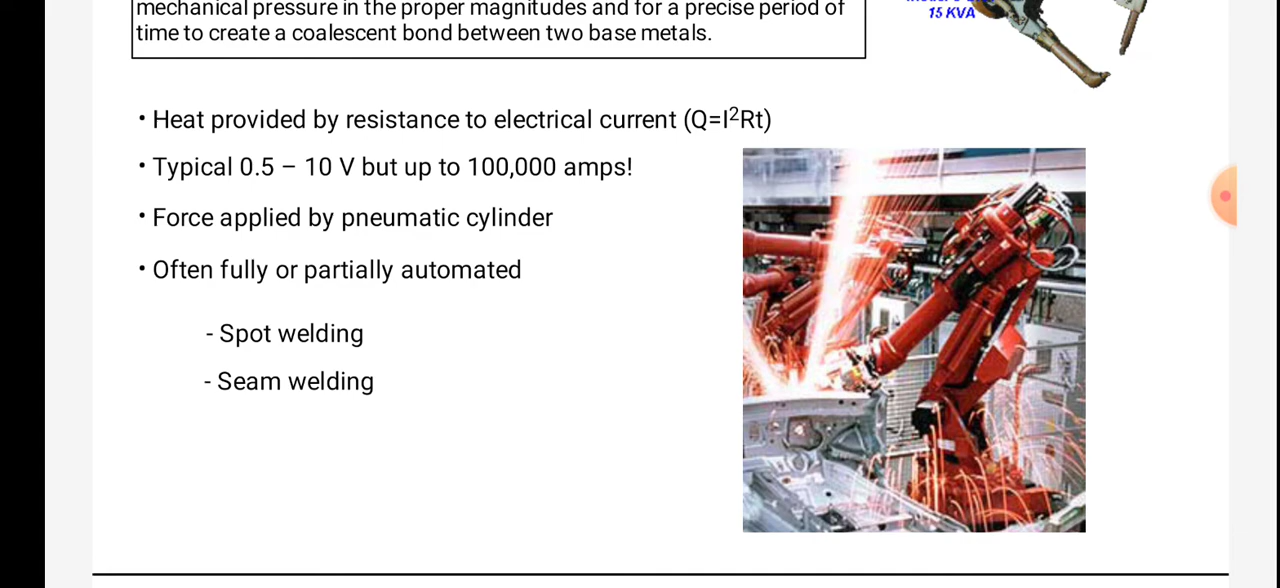 mechanical pressure in the proper magnitudes and for a precise period of
time to create a coalescent bond between two base metals.
15 KVA
• Heat provided by resistance to electrical current (Q=I²Rt)
• Typical 0.5 – 10 V but up to 100,000 amps!
• Force applied by pneumatic cylinder
• Often fully or partially automated
- Spot welding
- Seam welding